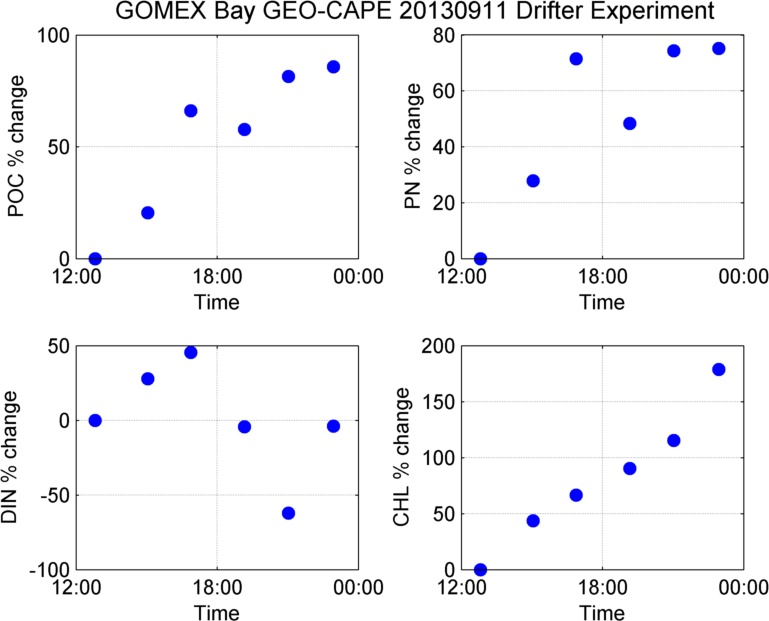 GOMEX Bay GEO-CAPE 20130911 Drifter Experiment
POC % change
100
50
0
12:00 18:00 00:00
Time
PN % change
80
60
40
20
0
12:00 18:00 00:00
Time
DIN % change
50
0
-50
-100
12:00 18:00 00:00
Time
CHL % change
200
150
100
50
0
12:00 18:00 00:00
Time